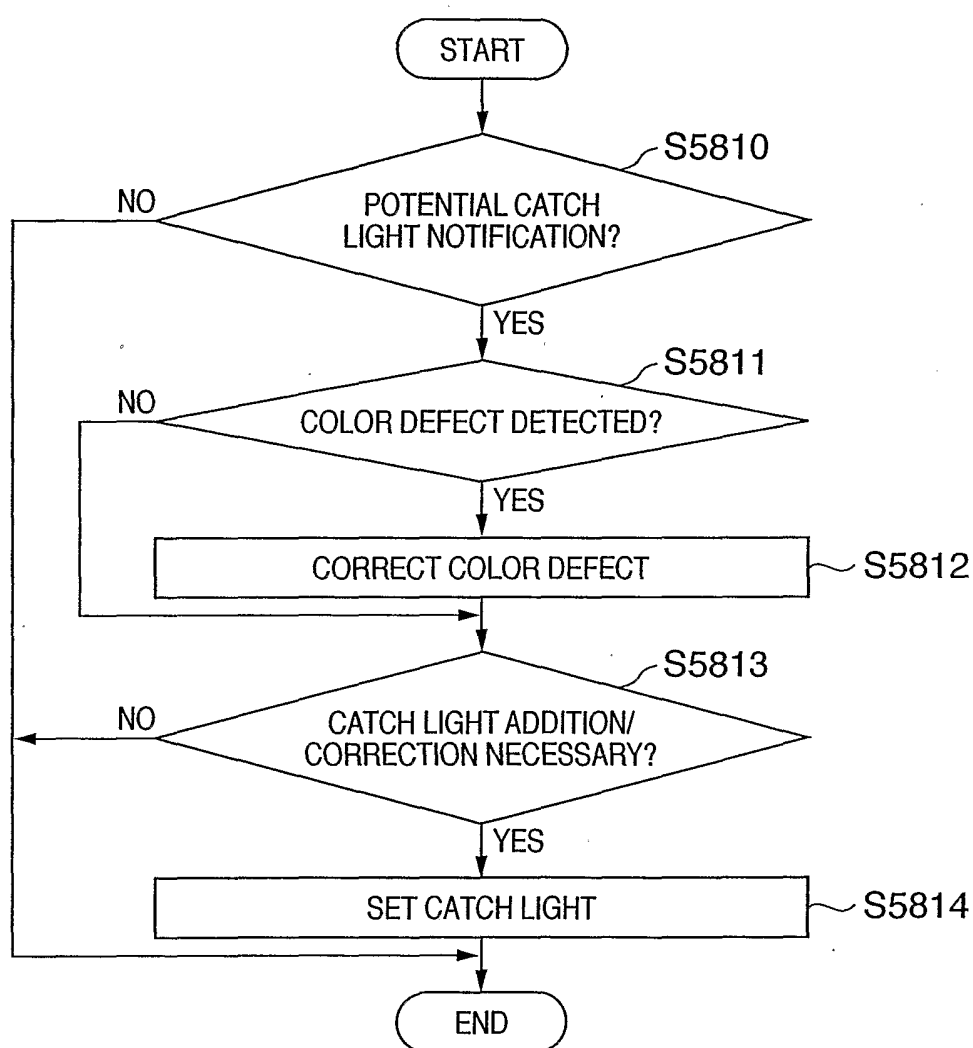 START
S5810
NO
POTENTIAL CATCH
LIGHT NOTIFICATION?
YES
S5811
NO
COLOR DEFECT DETECTED?
YES
CORRECT COLOR DEFECT
S5812
S5813
NO
CATCH LIGHT ADDITION/
CORRECTION NECESSARY?
YES
SET CATCH LIGHT
S5814
END